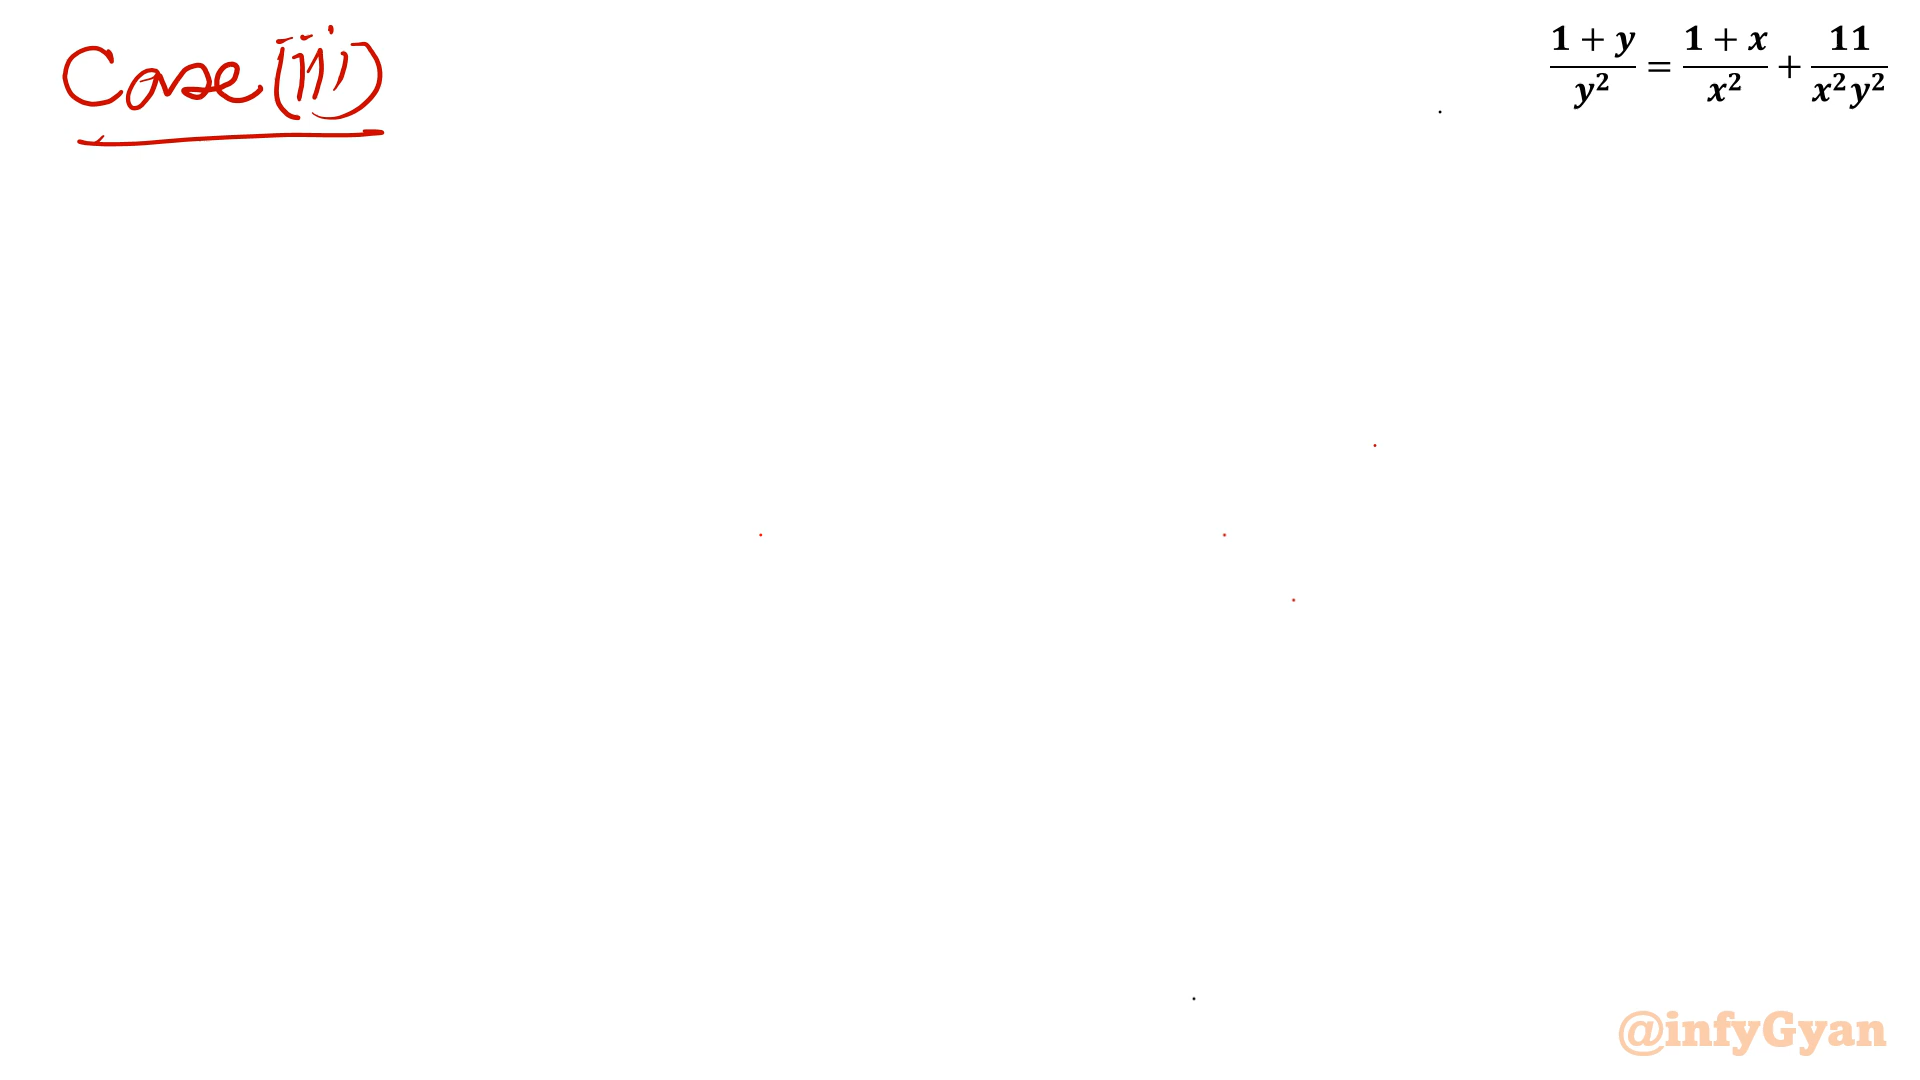 Case (iii)
(1 + y)/y² = (1 + x)/x² + 11/(x²y²)
@infyGyan